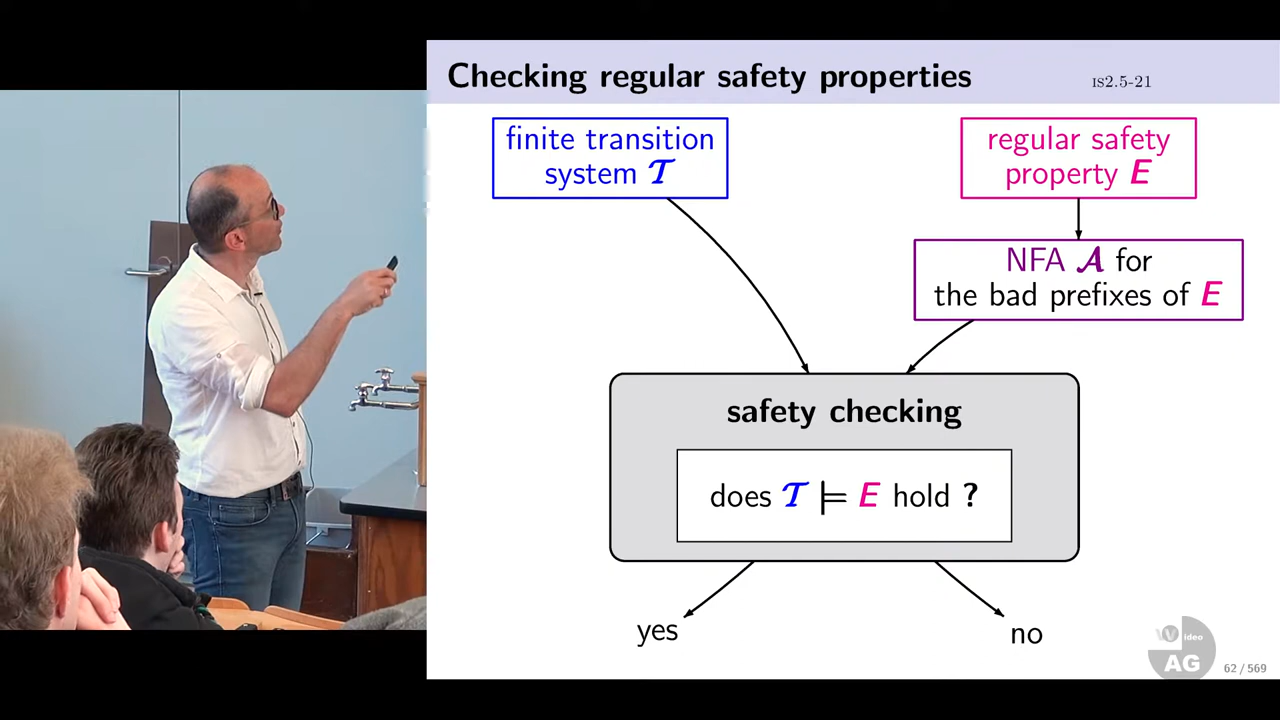 Checking regular safety properties
IS2.5-21
finite transition
system 𝒯
regular safety
property E
NFA 𝒜 for
the bad prefixes of E
safety checking
does 𝒯 ⊨ E hold ?
yes
no
Video
AG
62 / 569